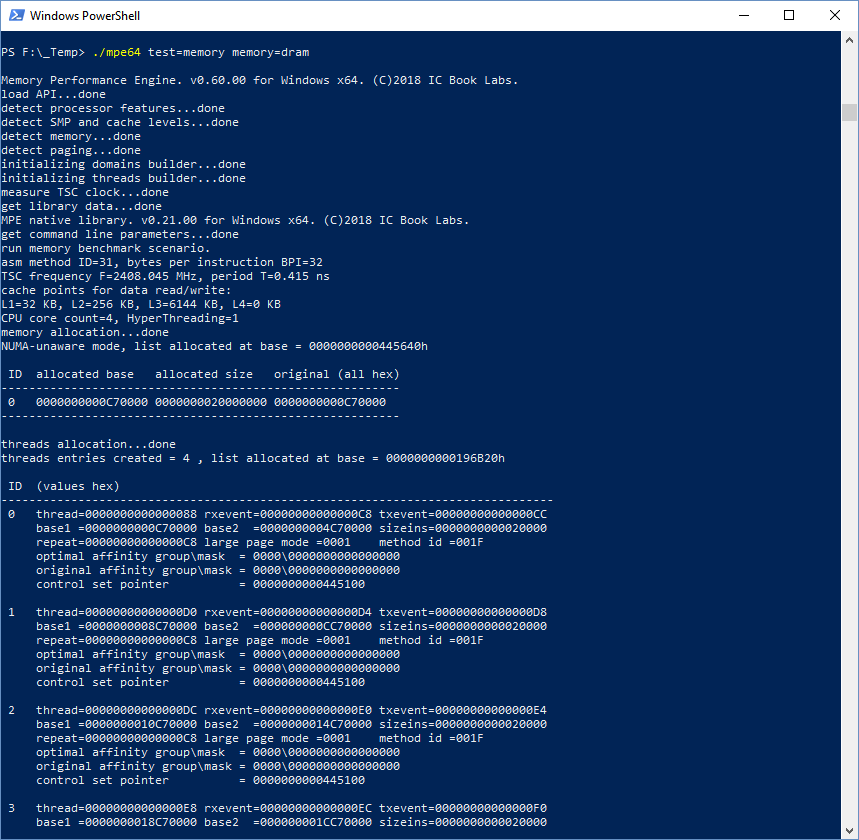 Windows PowerShell
PS F:\_Temp> ./mpe64 test=memory memory=dram
Memory Performance Engine. v0.60.00 for Windows x64. (C)2018 IC Book Labs.
load API...done
detect processor features...done
detect SMP and cache levels...done
detect memory...done
detect paging...done
initializing domains builder...done
initializing threads builder...done
measure TSC clock...done
get library data...done
MPE native library. v0.21.00 for Windows x64. (C)2018 IC Book Labs.
get command line parameters...done
run memory benchmark scenario.
asm method ID=31, bytes per instruction BPI=32
TSC frequency F=2408.045 MHz, period T=0.415 ns
cache points for data read/write:
L1=32 KB, L2=256 KB, L3=6144 KB, L4=0 KB
CPU core count=4, HyperThreading=1
memory allocation...done
NUMA-unaware mode, list allocated at base = 0000000000445640h
ID  allocated base   allocated size   original (all hex)
---------------------------------------------------------
0   0000000000C70000 0000000020000000 0000000000C70000
---------------------------------------------------------
threads allocation...done
threads entries created = 4 , list allocated at base = 0000000000196B20h
ID  (values hex)
-------------------------------------------------------------------------------
0   thread=0000000000000088 rxevent=00000000000000C8 txevent=00000000000000CC
base1 =0000000000C70000 base2  =0000000004C70000 sizeins=0000000000020000
repeat=00000000000000C8 large page mode =0001    method id =001F
optimal affinity group\mask  = 0000\0000000000000000
original affinity group\mask = 0000\0000000000000000
control set pointer          = 0000000000445100
1   thread=00000000000000D0 rxevent=00000000000000D4 txevent=00000000000000D8
base1 =0000000008C70000 base2  =000000000CC70000 sizeins=0000000000020000
repeat=00000000000000C8 large page mode =0001    method id =001F
optimal affinity group\mask  = 0000\0000000000000000
original affinity group\mask = 0000\0000000000000000
control set pointer          = 0000000000445100
2   thread=00000000000000DC rxevent=00000000000000E0 txevent=00000000000000E4
base1 =0000000010C70000 base2  =0000000014C70000 sizeins=0000000000020000
repeat=00000000000000C8 large page mode =0001    method id =001F
optimal affinity group\mask  = 0000\0000000000000000
original affinity group\mask = 0000\0000000000000000
control set pointer          = 0000000000445100
3   thread=00000000000000E8 rxevent=00000000000000EC txevent=00000000000000F0
base1 =0000000018C70000 base2  =000000001CC70000 sizeins=0000000000020000